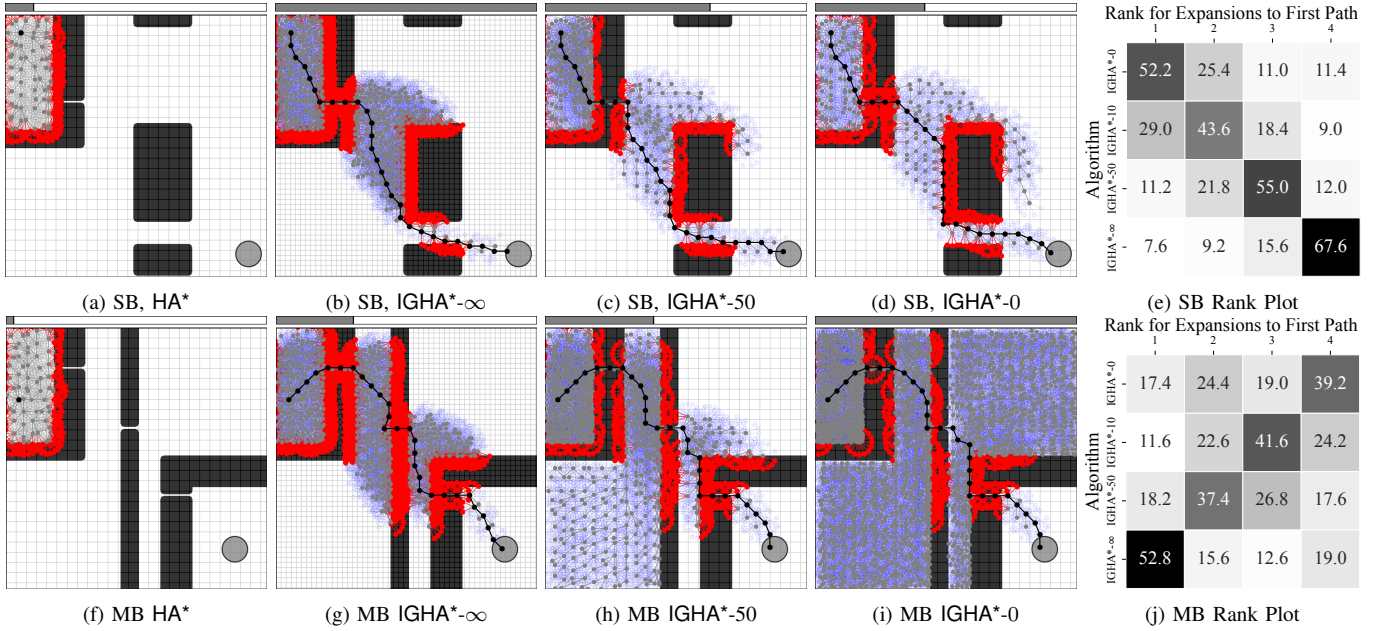 Rank for Expansions to First Path
1 2 3 4
Algorithm
IGHA*-0 52.2 25.4 11.0 11.4
IGHA*-10 29.0 43.6 18.4 9.0
IGHA*-50 11.2 21.8 55.0 12.0
IGHA*-∞ 7.6 9.2 15.6 67.6
(a) SB, HA*
(b) SB, IGHA*-∞
(c) SB, IGHA*-50
(d) SB, IGHA*-0
(e) SB Rank Plot
Rank for Expansions to First Path
1 2 3 4
Algorithm
IGHA*-0 17.4 24.4 19.0 39.2
IGHA*-10 11.6 22.6 41.6 24.2
IGHA*-50 18.2 37.4 26.8 17.6
IGHA*-∞ 52.8 15.6 12.6 19.0
(f) MB HA*
(g) MB IGHA*-∞
(h) MB IGHA*-50
(i) MB IGHA*-0
(j) MB Rank Plot